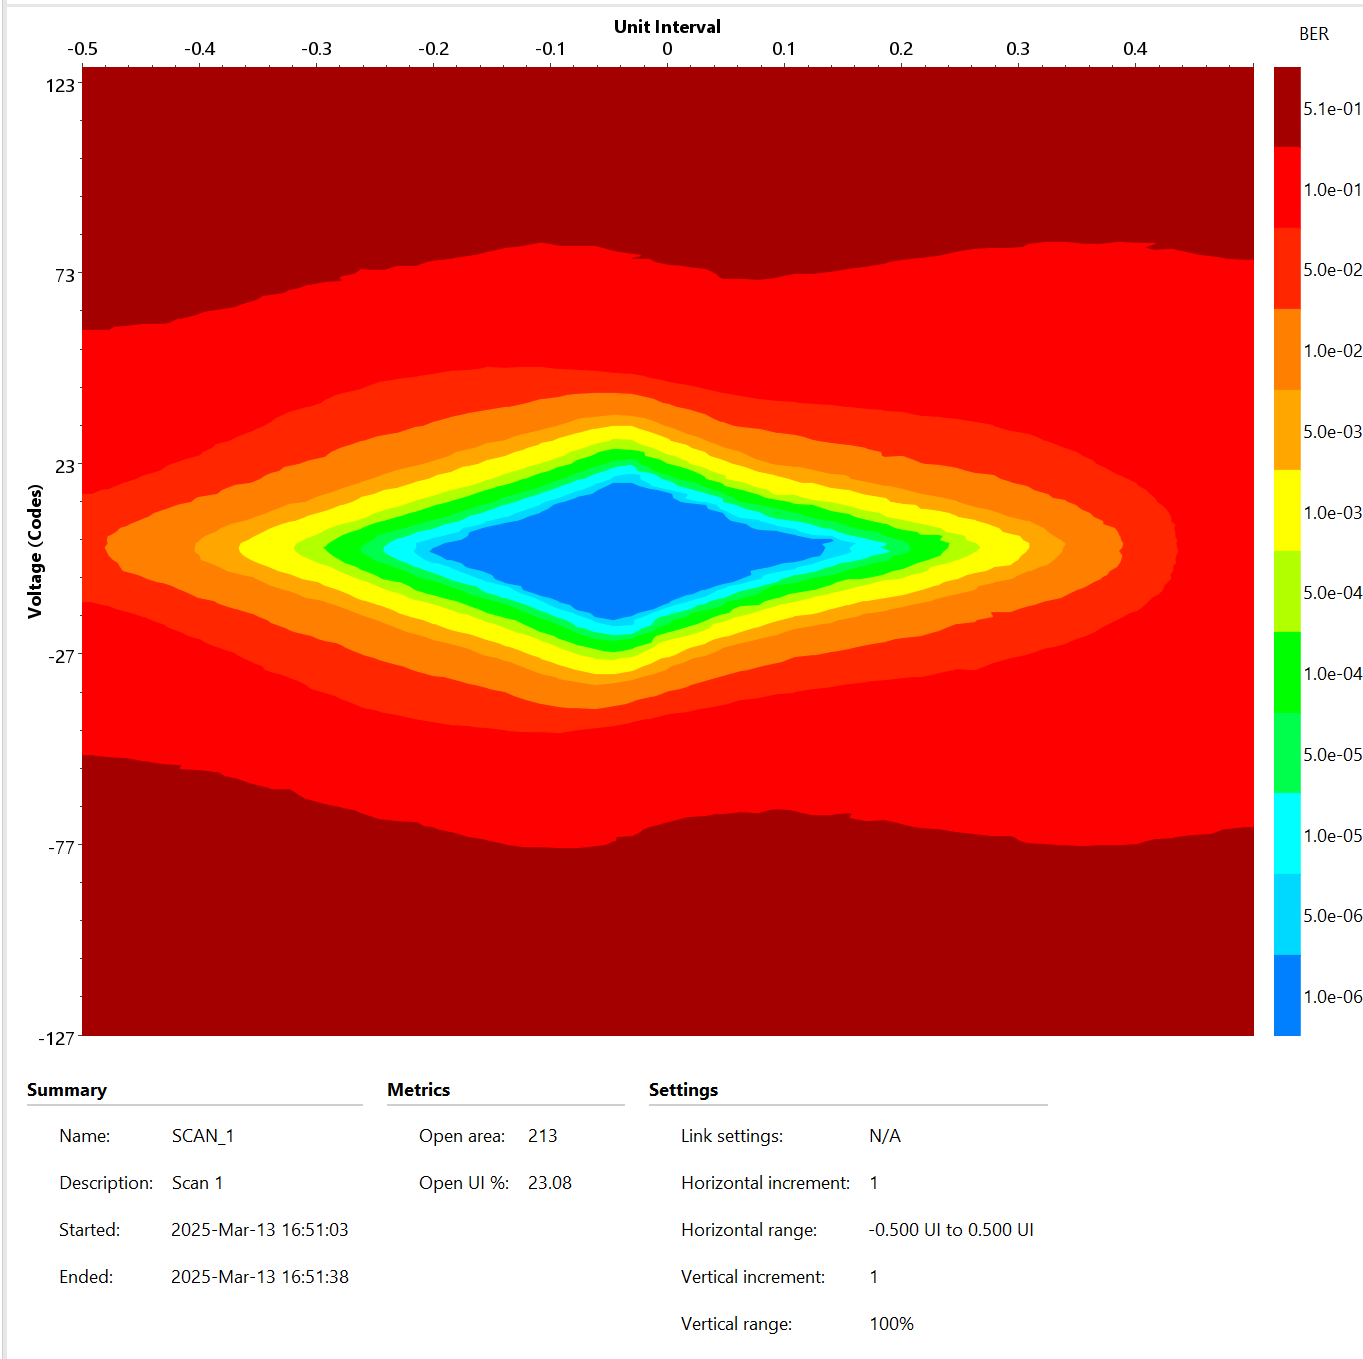 Unit Interval
BER
-0.5 -0.4 -0.3 -0.2 -0.1 0 0.1 0.2 0.3 0.4
123
73
23
-27
-77
-127
Voltage (Codes)
5.1e-01
1.0e-01
5.0e-02
1.0e-02
5.0e-03
1.0e-03
5.0e-04
1.0e-04
5.0e-05
1.0e-05
5.0e-06
1.0e-06
Summary
Name: SCAN_1
Description: Scan 1
Started: 2025-Mar-13 16:51:03
Ended: 2025-Mar-13 16:51:38
Metrics
Open area: 213
Open UI %: 23.08
Settings
Link settings: N/A
Horizontal increment: 1
Horizontal range: -0.500 UI to 0.500 UI
Vertical increment: 1
Vertical range: 100%